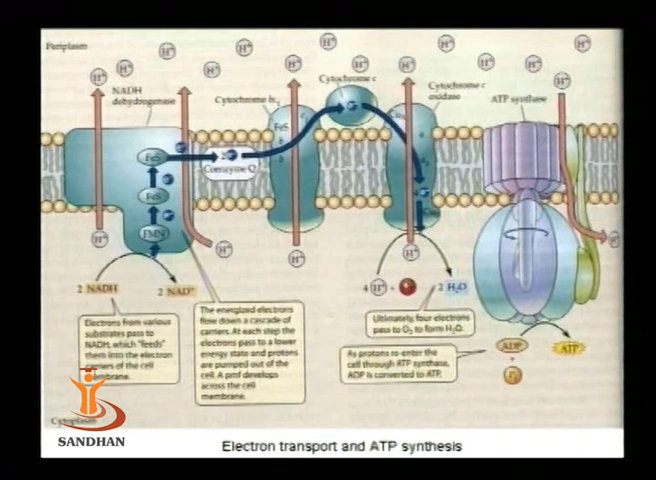 Periplasm
H⁺
H⁺
H⁺
H⁺
H⁺
H⁺
H⁺
H⁺
H⁺
H⁺
H⁺
H⁺
H⁺
H⁺
NADH
dehydrogenase
Cytochrome
Cytochrome c
Cytochrome c
oxidase
ATP synthase
FeS
FeS
FeS
FMN
Coenzyme Q
H⁺
H⁺
H⁺
H⁺
H⁺
2 NADH
2 NAD⁺
4 H⁺ +
2 H₂O
ADP
+
Pi
ATP
Electrons from various
substrates pass to
NADH, which "feeds"
them into the electron
carriers of the cell
membrane.
The energized electrons
flow down a cascade of
carriers. At each step the
electrons pass to a lower
energy state and protons
are pumped out of the
cell. A pmf develops
across the cell
membrane.
Ultimately, four electrons
pass to O₂ to form H₂O.
As protons re-enter the
cell through ATP synthase,
ADP is converted to ATP.
Cytoplasm
SANDHAN
Electron transport and ATP synthesis